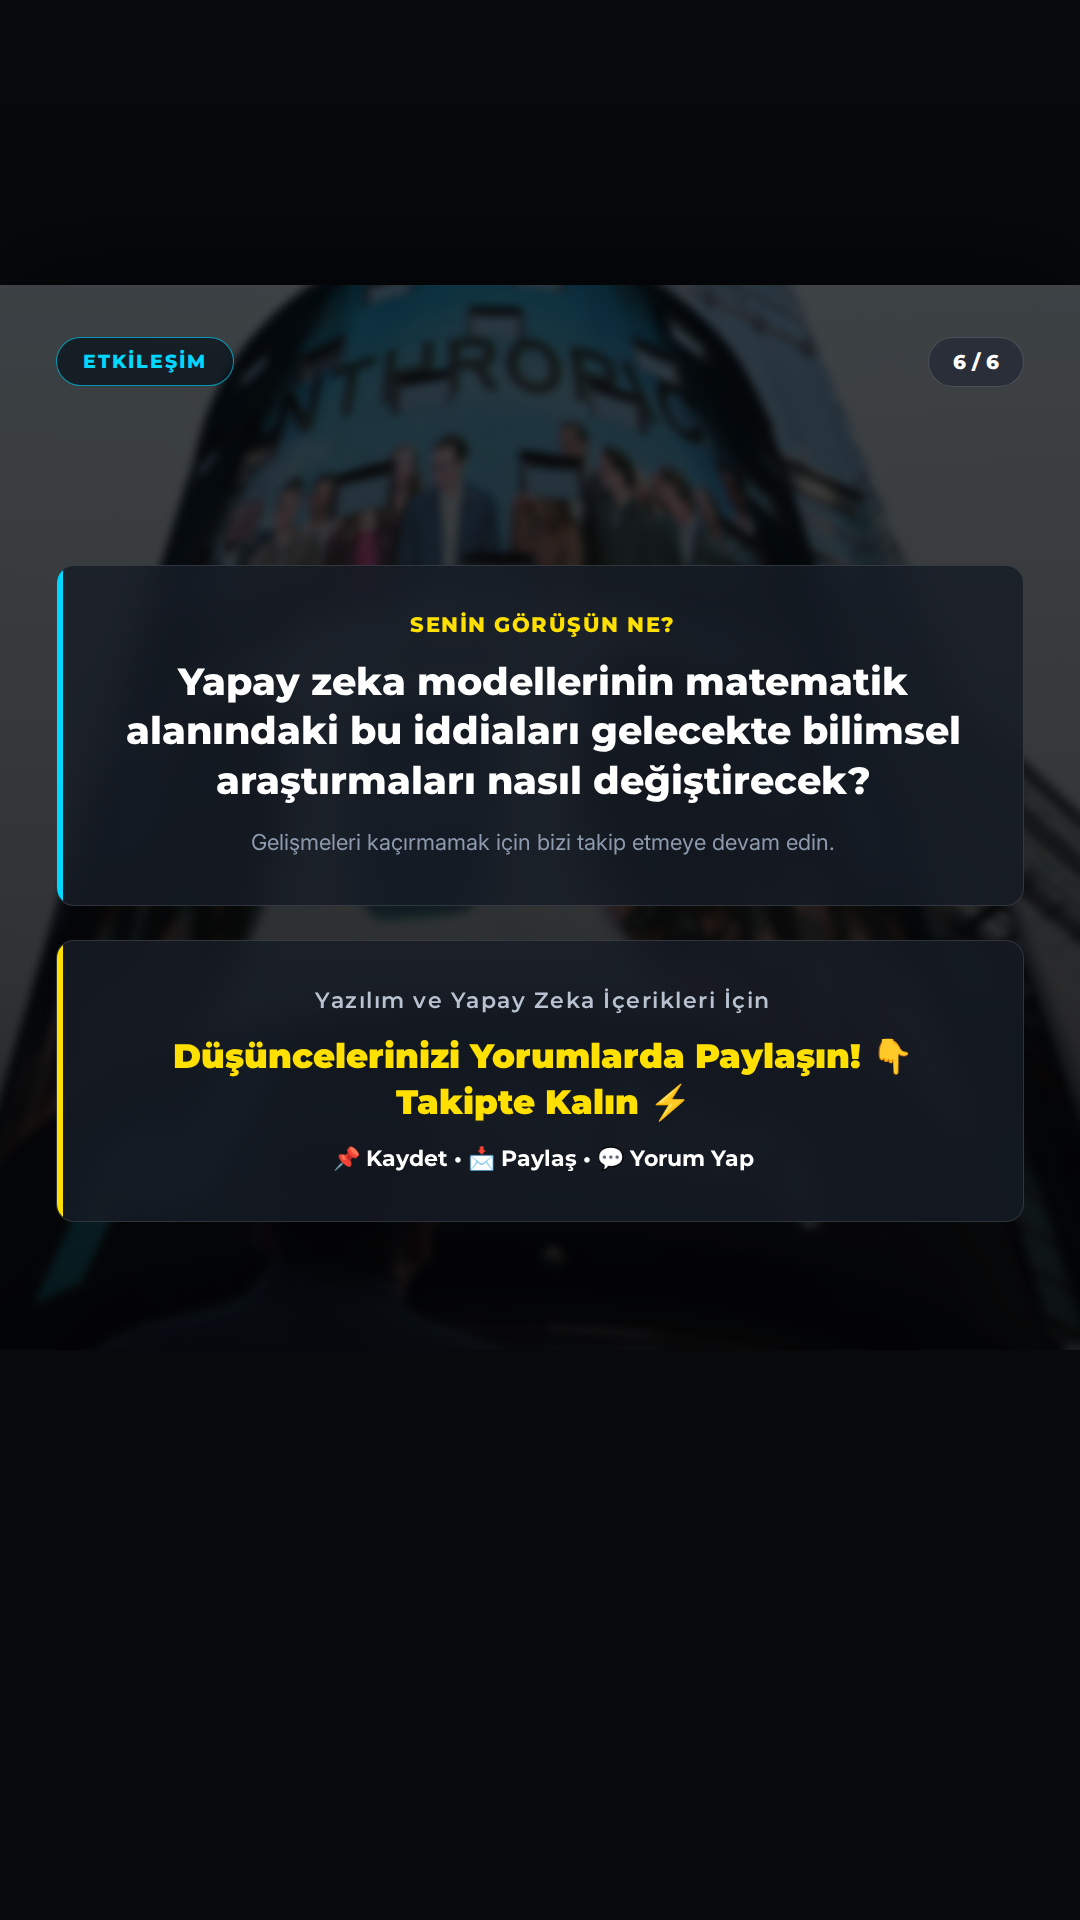 ANTHROPIC
ETKİLEŞİM
6 / 6
SENİN GÖRÜŞÜN NE?
Yapay zeka modellerinin matematik
alanındaki bu iddiaları gelecekte bilimsel
araştırmaları nasıl değiştirecek?
Gelişmeleri kaçırmamak için bizi takip etmeye devam edin.
Yazılım ve Yapay Zeka İçerikleri İçin
Düşüncelerinizi Yorumlarda Paylaşın! 👇
Takipte Kalın ⚡
📌 Kaydet • 📩 Paylaş • 💬 Yorum Yap